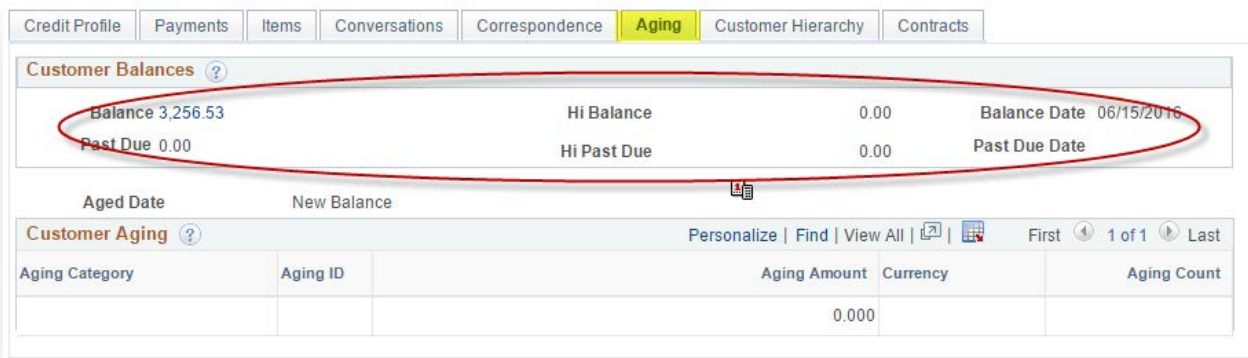 Credit Profile Payments Items Conversations Correspondence Aging Customer Hierarchy Contracts
Customer Balances ?
Balance 3,256.53 Hi Balance 0.00 Balance Date 06/15/2016
Past Due 0.00 Hi Past Due 0.00 Past Due Date
Aged Date New Balance
Customer Aging ? Personalize | Find | View All | | First 1 of 1 Last
Aging Category Aging ID Aging Amount Currency Aging Count
0.000